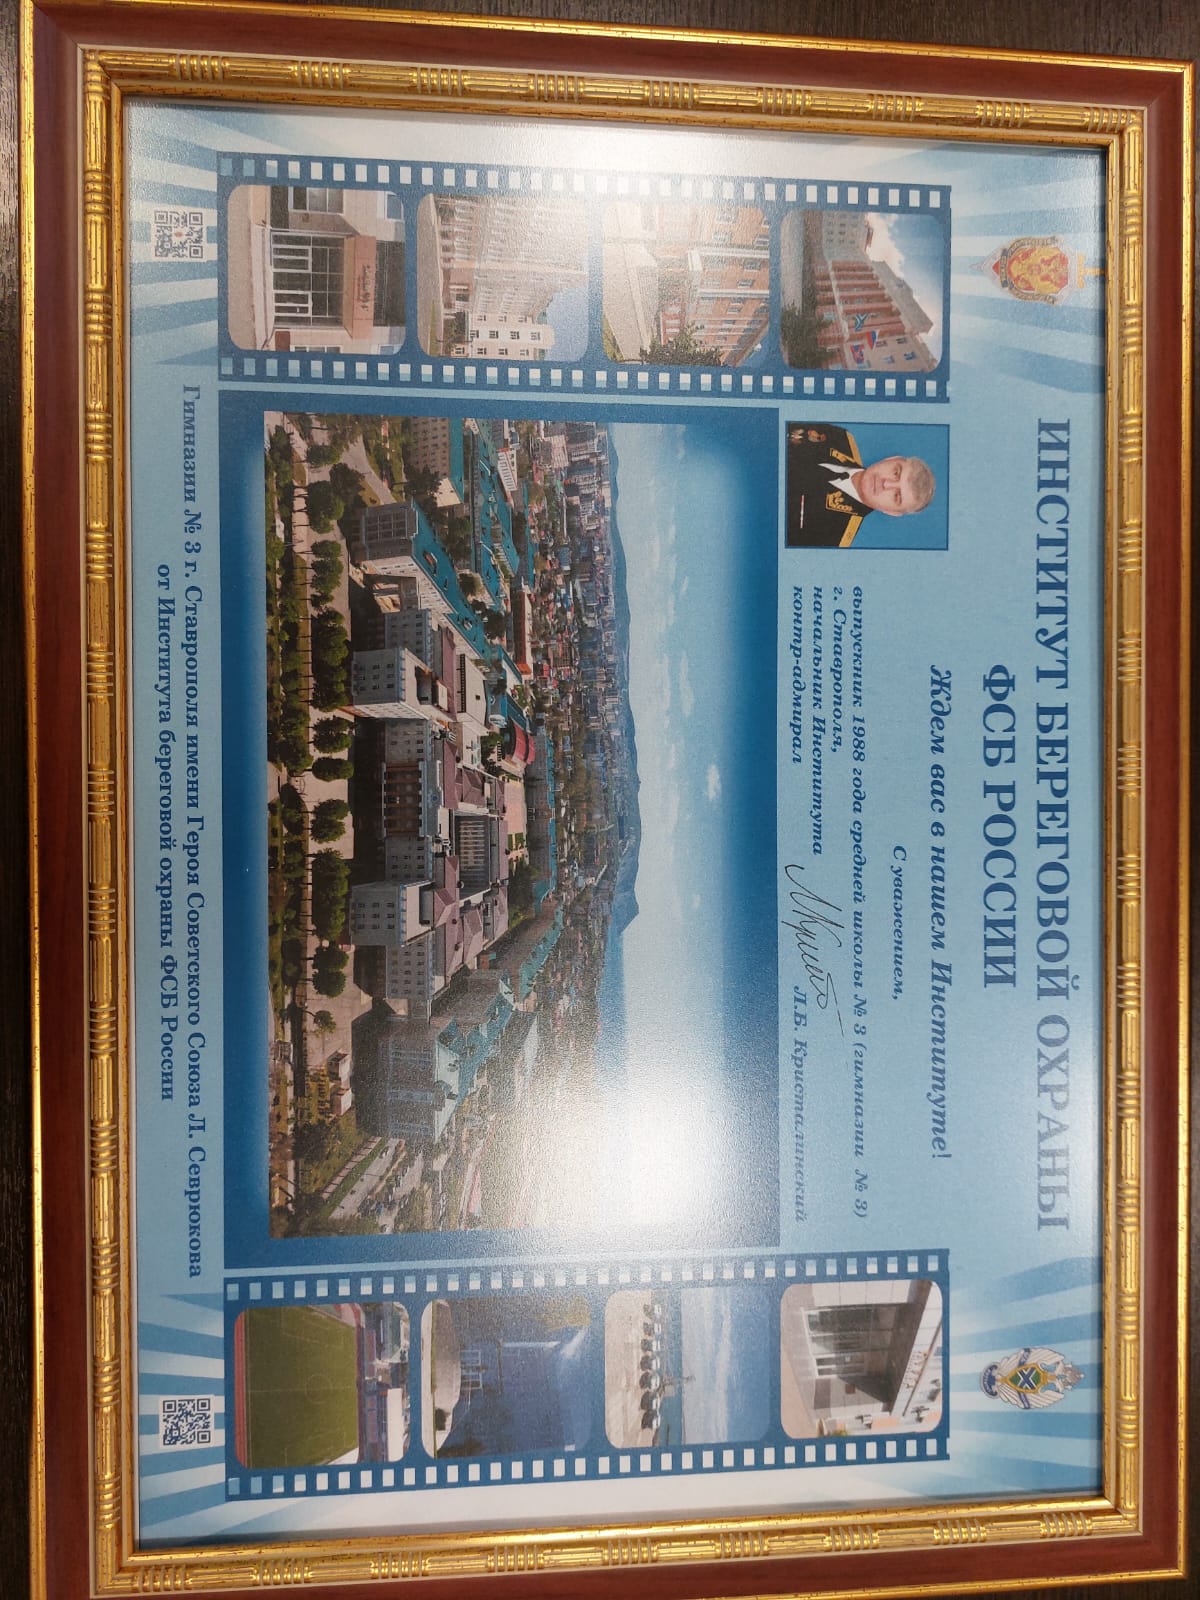 ИНСТИТУТ БЕРЕГОВОЙ ОХРАНЫ
ФСБ РОССИИ
Ждем вас в нашем Институте!
С уважением,
выпускник 1988 года средней школы № 3 (гимназии № 3)
г. Ставрополя,
начальник Института
контр-адмирал
Л.Б. Кристалинский
Гимназии № 3 г. Ставрополя имени Героя Советского Союза Л. Севрюкова
от Института береговой охраны ФСБ России